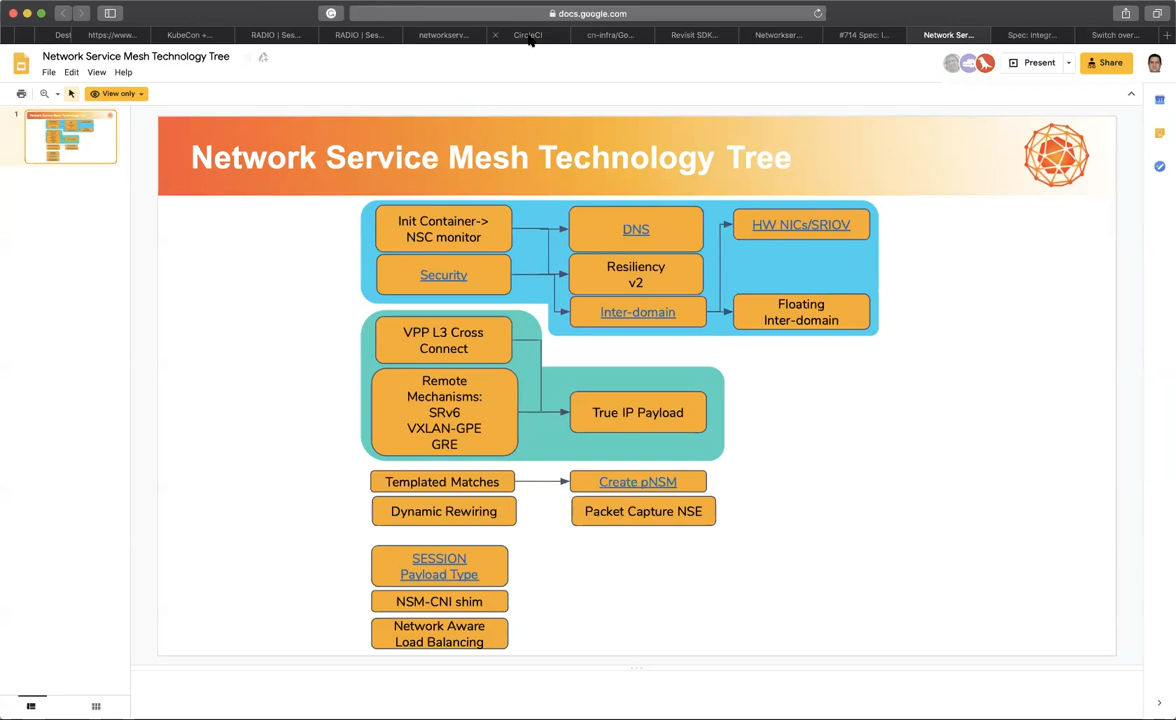 docs.google.com
Dest
https://www...
KubeCon +...
RADIO | Ses...
RADIO | Ses...
networkserv...
CircleCI
cn-infra/Go...
Revisit SDK...
Networkser...
#714 Spec: I...
Network Ser...
Spec: Integr...
Switch over...
Network Service Mesh Technology Tree
File Edit View Help
Present
Share
View only
1
Network Service Mesh Technology Tree
Init Container->
NSC monitor
DNS
HW NICs/SRIOV
Security
Resiliency
v2
Inter-domain
Floating
Inter-domain
VPP L3 Cross
Connect
Remote
Mechanisms:
SRv6
VXLAN-GPE
GRE
True IP Payload
Templated Matches
Create pNSM
Dynamic Rewiring
Packet Capture NSE
SESSION
Payload Type
NSM-CNI shim
Network Aware
Load Balancing